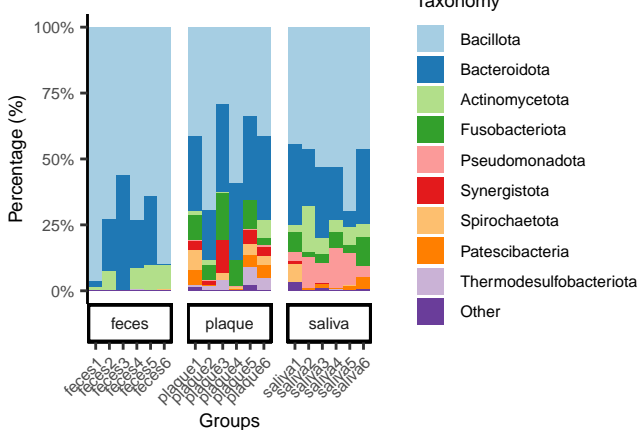 Taxonomy
100%
75%
50%
25%
0%
Percentage (%)
Bacillota
Bacteroidota
Actinomycetota
Fusobacteriota
Pseudomonadota
Synergistota
Spirochaetota
Patescibacteria
Thermodesulfobacteriota
Other
feces
plaque
saliva
feces1
feces2
feces3
feces4
feces5
feces6
plaque1
plaque2
plaque3
plaque4
plaque5
plaque6
saliva1
saliva2
saliva3
saliva4
saliva5
saliva6
Groups